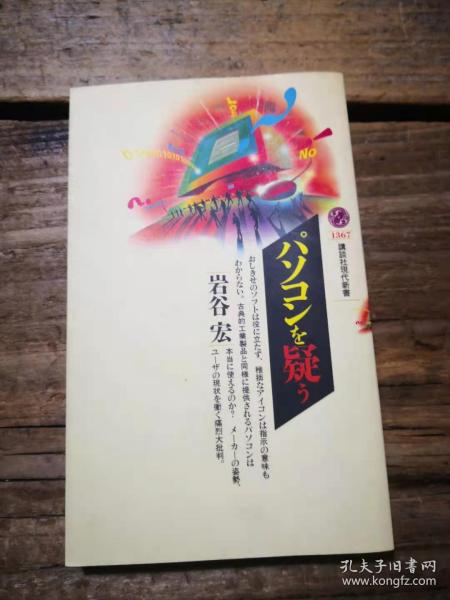 NO
1367
講談社現代新書
パソコンを疑う
おしきせのソフトは役に立たず、稚拙なアイコンは指示の意味も
わからない。古典的工業製品と同様に提供されるパソコンは
本当に使えるのか? メーカーの姿勢、
ユーザの現状を衝く痛烈大批判。
岩谷 宏
孔夫子旧书网
www.kongfz.com